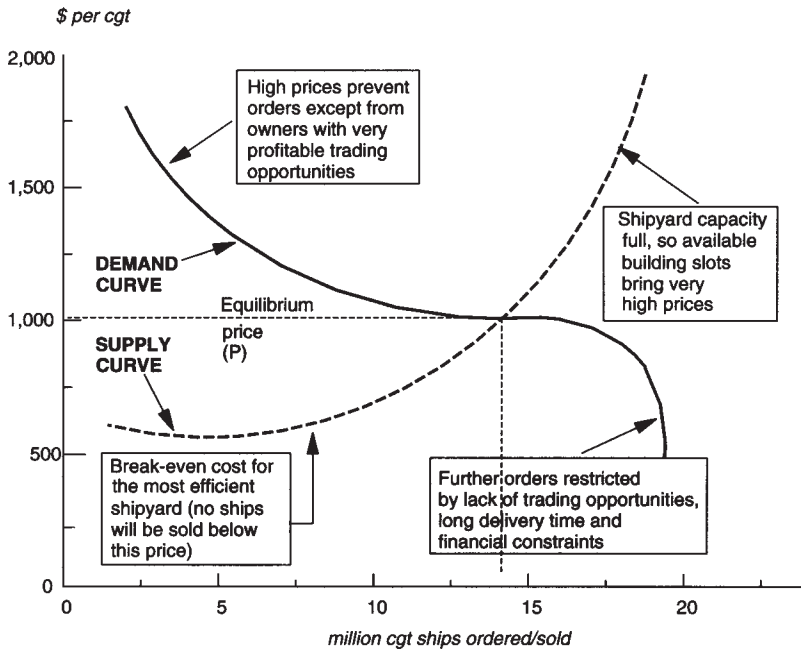 $ per cgt
2,000
High prices prevent
orders except from
owners with very
profitable trading
opportunities
1,500
Shipyard capacity
full, so available
building slots
bring very
high prices
DEMAND
CURVE
Equilibrium
price
(P)
1,000
SUPPLY
CURVE
500
Break-even cost for
the most efficient
shipyard (no ships
will be sold below
this price)
Further orders restricted
by lack of trading opportunities,
long delivery time and
financial constraints
0
0 5 10 15 20
million cgt ships ordered/sold